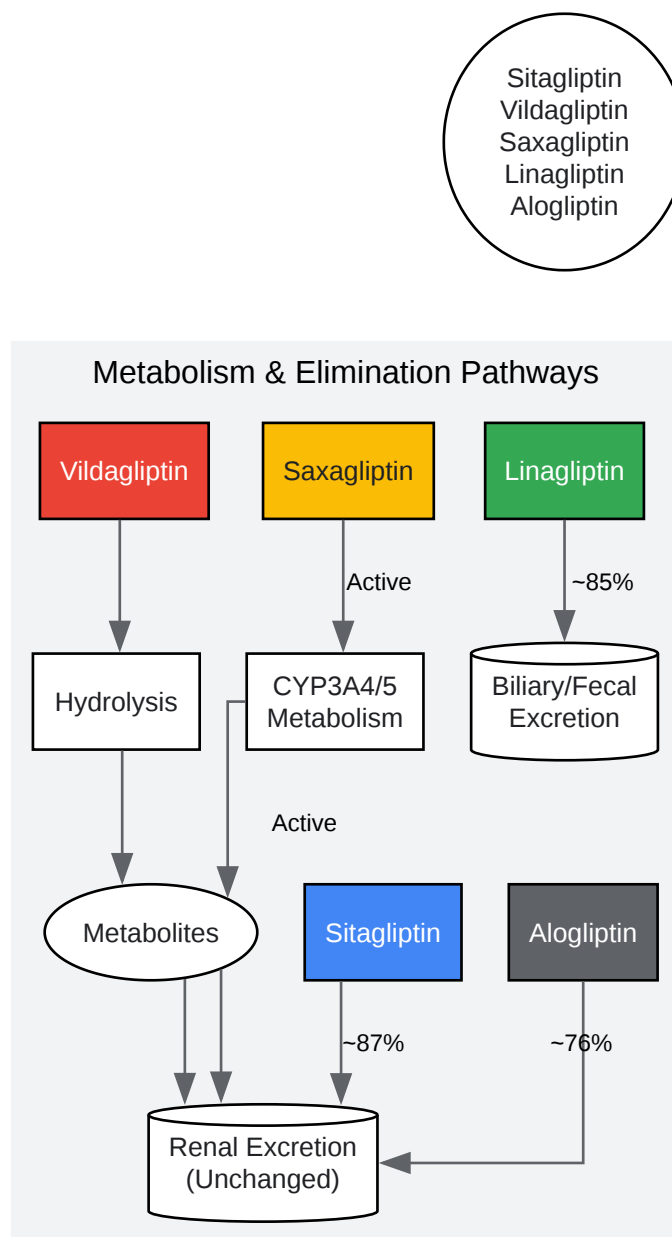 Sitagliptin
Vildagliptin
Saxagliptin
Linagliptin
Alogliptin
Metabolism & Elimination Pathways
Vildagliptin
Saxagliptin
Linagliptin
Active
~85%
Hydrolysis
CYP3A4/5
Metabolism
Biliary/Fecal
Excretion
Active
Metabolites
Sitagliptin
Alogliptin
~87%
~76%
Renal Excretion
(Unchanged)